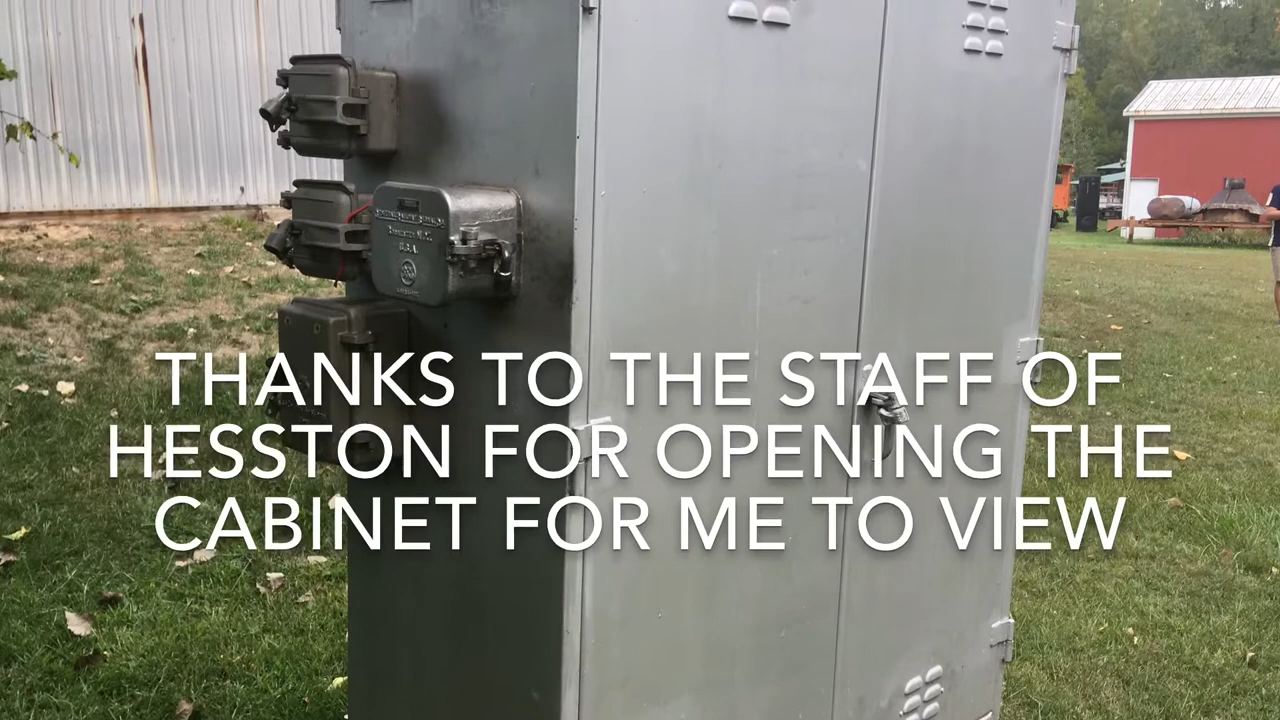 U.S.A.
THANKS TO THE STAFF OF
HESSTON FOR OPENING THE
CABINET FOR ME TO VIEW